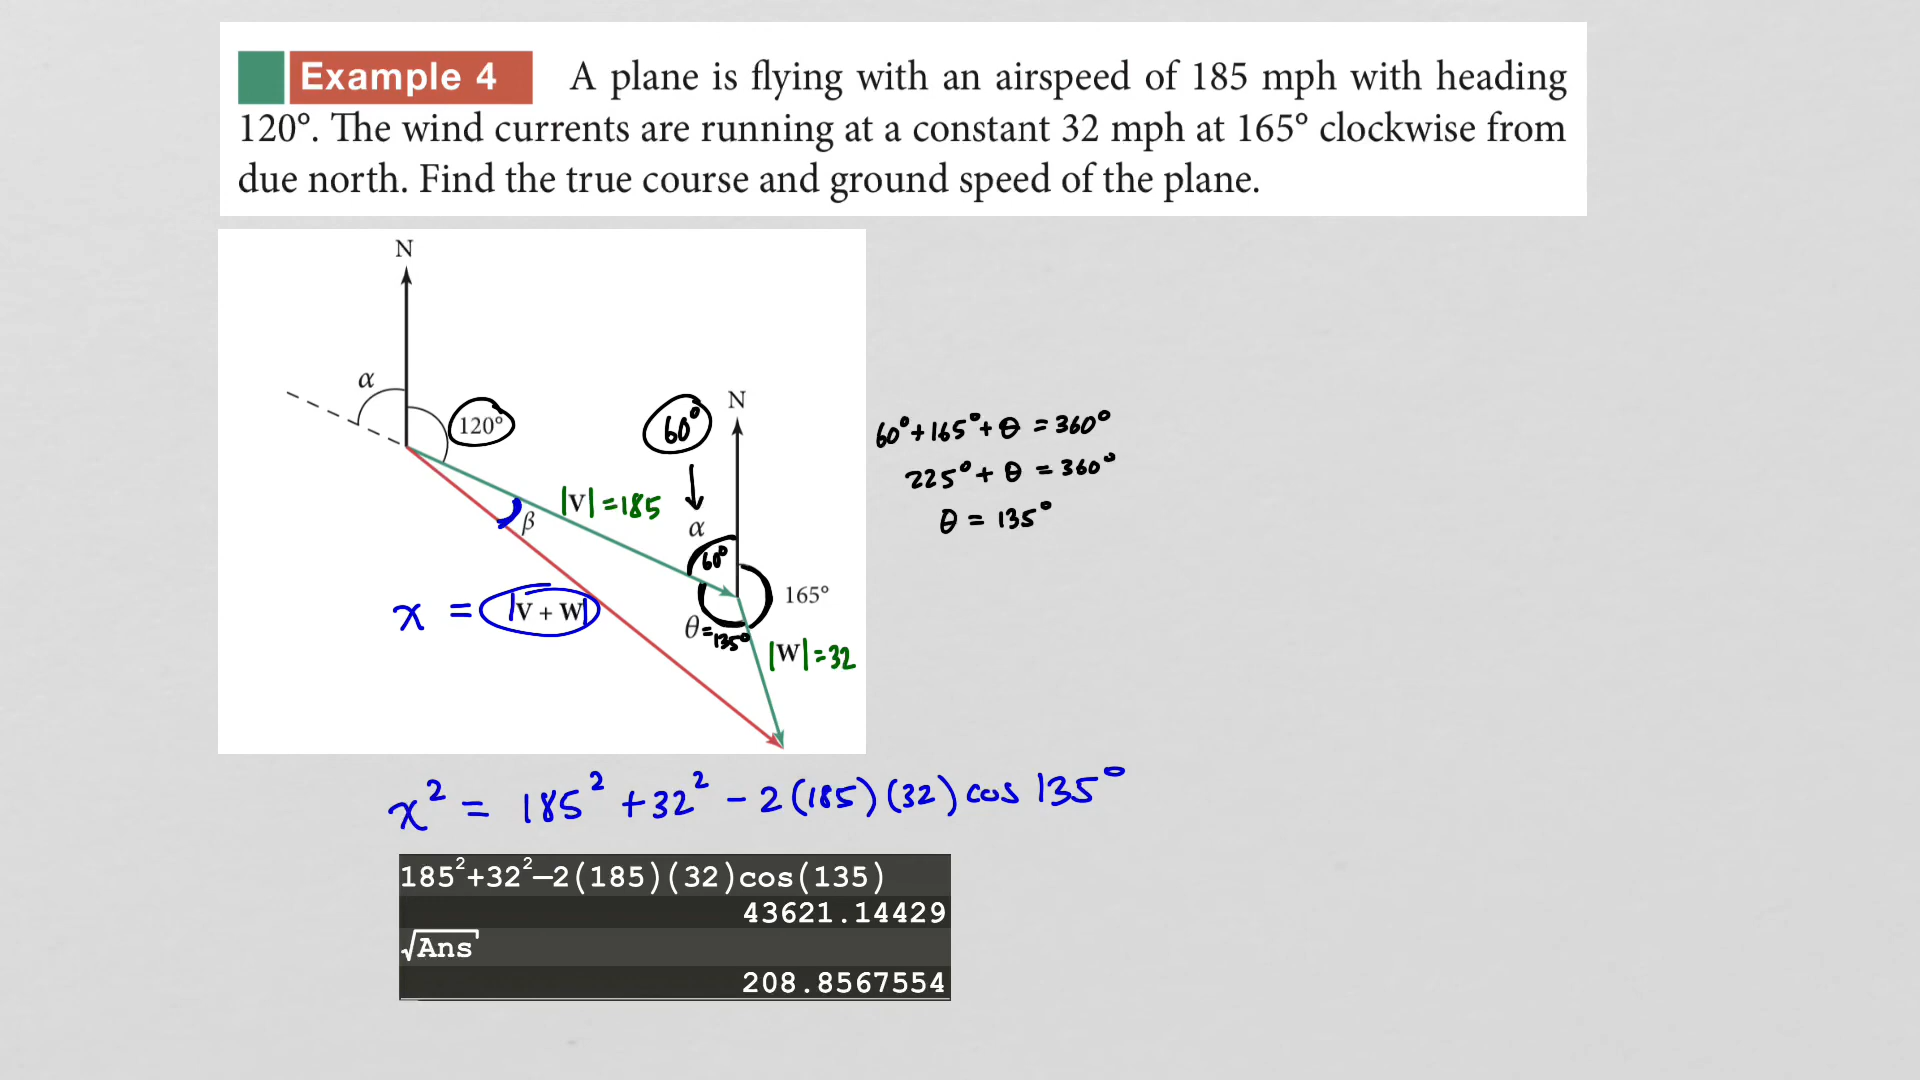 Example 4 A plane is flying with an airspeed of 185 mph with heading
120°. The wind currents are running at a constant 32 mph at 165° clockwise from
due north. Find the true course and ground speed of the plane.
N
α
120°
60°
N
α
60°
165°
|V| = 185
β
θ = 135°
|W| = 32
x = |V + W|
60° + 165° + θ = 360°
225° + θ = 360°
θ = 135°
x² = 185² + 32² − 2(185)(32) cos 135°
185²+32²−2(185)(32)cos(135)
43621.14429
√Ans
208.8567554